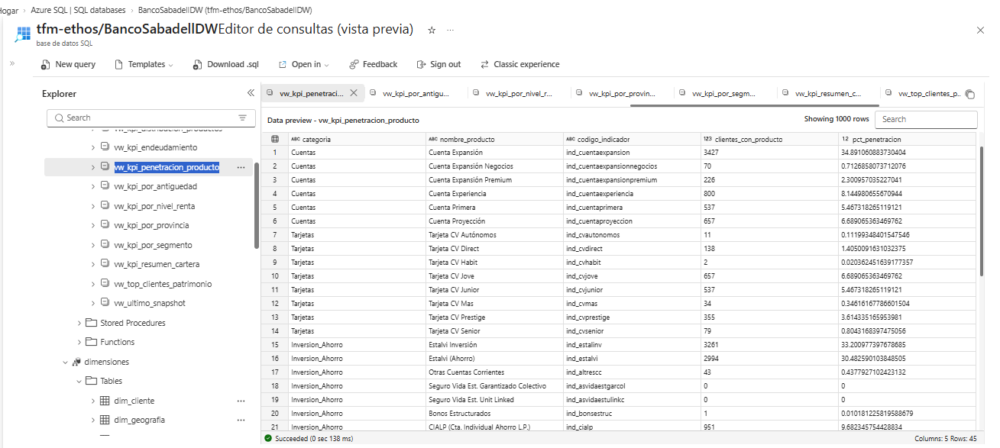 Hogar > Azure SQL | SQL databases > BancoSabadellDW (tfm-ethos/BancoSabadellDW)
tfm-ethos/BancoSabadellDWEditor de consultas (vista previa)
base de datos SQL
New query Templates Download .sql Open in Feedback Sign out Classic experience
Explorer
Search
vw_kpi_distribucion_productos
vw_kpi_endeudamiento
vw_kpi_penetracion_producto
vw_kpi_por_antiguedad
vw_kpi_por_nivel_renta
vw_kpi_por_provincia
vw_kpi_por_segmento
vw_kpi_resumen_cartera
vw_top_clientes_patrimonio
vw_ultimo_snapshot
Stored Procedures
Functions
dimensiones
Tables
dim_cliente
dim_geografia
vw_kpi_penetraci... vw_kpi_por_antigu... vw_kpi_por_nivel_r... vw_kpi_por_provin... vw_kpi_por_segm... vw_kpi_resumen_c... vw_top_clientes_p...
Data preview - vw_kpi_penetracion_producto Showing 1000 rows Search
ABC categoria ABC nombre_producto ABC codigo_indicador 123 clientes_con_producto 12 pct_penetracion
1 Cuentas Cuenta Expansión ind_cuentaexpansion 3427 34.891060883730404
2 Cuentas Cuenta Expansión Negocios ind_cuentaexpansionnegocios 70 0.7126858073712076
3 Cuentas Cuenta Expansión Premium ind_cuentaexpansionpremium 226 2.300957035227041
4 Cuentas Cuenta Experiencia ind_cuentaexperiencia 800 8.144980655670944
5 Cuentas Cuenta Primera ind_cuentaprimera 537 5.467318265119121
6 Cuentas Cuenta Proyección ind_cuentaproyeccion 657 6.689065363469762
7 Tarjetas Tarjeta CV Autónomos ind_cvautonomos 11 0.11199348401547546
8 Tarjetas Tarjeta CV Direct ind_cvdirect 138 1.4050091631032375
9 Tarjetas Tarjeta CV Habit ind_cvhabit 2 0.020362451639177357
10 Tarjetas Tarjeta CV Jove ind_cvjove 657 6.689065363469762
11 Tarjetas Tarjeta CV Junior ind_cvjunior 537 5.467318265119121
12 Tarjetas Tarjeta CV Mas ind_cvmas 34 0.34616167786601504
13 Tarjetas Tarjeta CV Prestige ind_cvprestige 355 3.614335165953981
14 Tarjetas Tarjeta CV Senior ind_cvsenior 79 0.8043168397475056
15 Inversion_Ahorro Estalvi Inversión ind_estalinv 3261 33.200977397678685
16 Inversion_Ahorro Estalvi (Ahorro) ind_estalvi 2994 30.482590103848505
17 Inversion_Ahorro Otras Cuentas Corrientes ind_altrescc 43 0.4377927102423132
18 Inversion_Ahorro Seguro Vida Est. Garantizado Colectivo ind_asvidaestgarcol 0 0
19 Inversion_Ahorro Seguro Vida Est. Unit Linked ind_asvidaestulinkc 0 0
20 Inversion_Ahorro Bonos Estructurados ind_bonsestruc 1 0.010181225819588679
21 Inversion_Ahorro CIALP (Cta. Individual Ahorro L.P.) ind_cialp 951 9.682345754428834
Succeeded (0 sec 138 ms) Columns: 5 Rows: 45